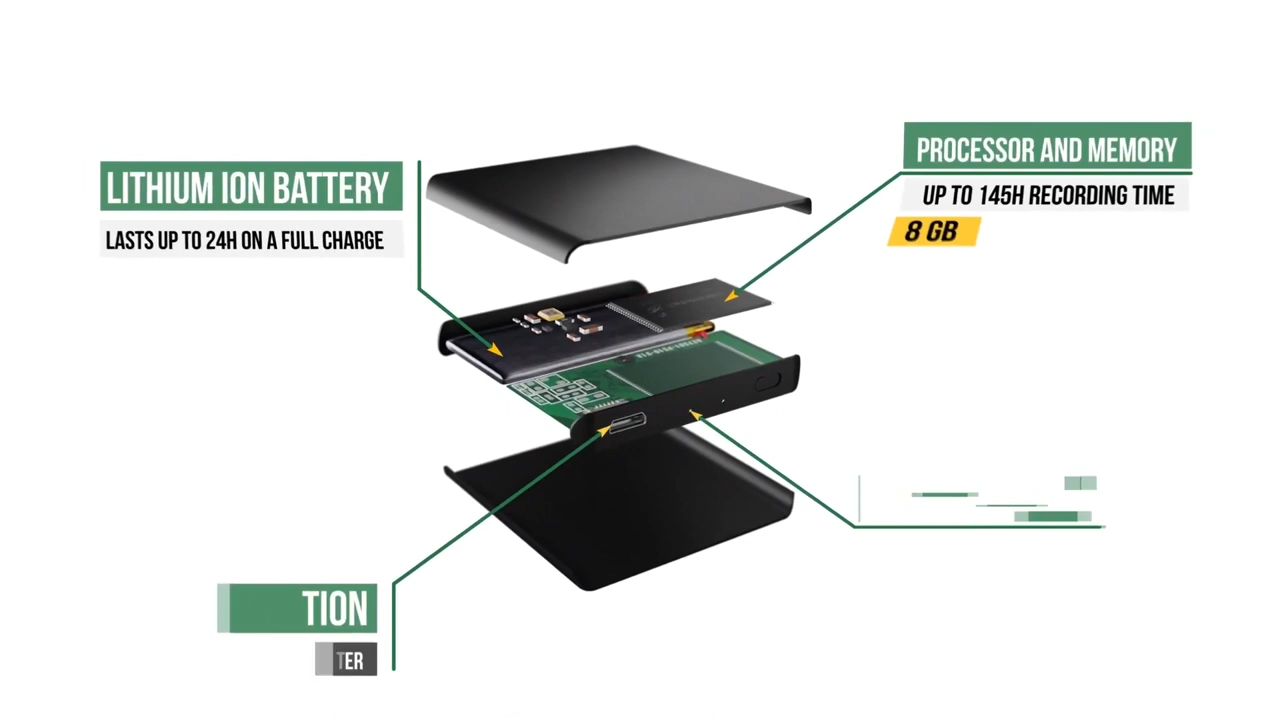 LITHIUM ION BATTERY
LASTS UP TO 24H ON A FULL CHARGE
PROCESSOR AND MEMORY
UP TO 145H RECORDING TIME
8 GB
TION
TER